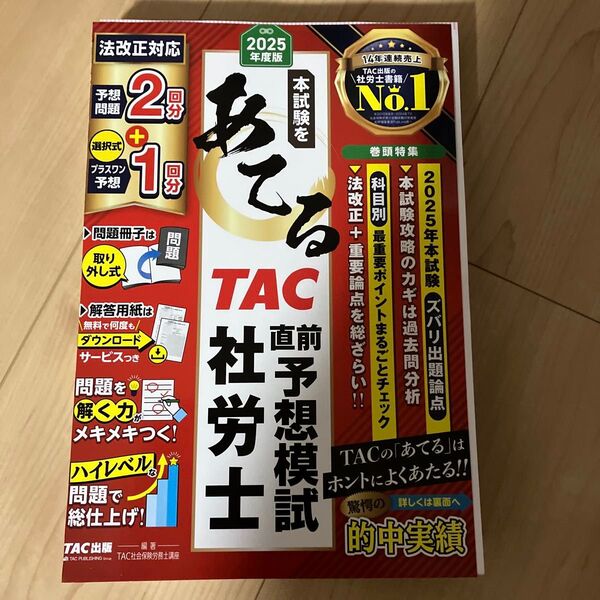 法改正対応
予想問題
2回分
+
選択式
プラスワン予想
1回分
2025
年度版
本試験を
あてる
TAC
直前
予想模試
社労士
14年連続売上
TAC出版の
社労士書籍
No.1
巻頭特集
2025年本試験 ズバリ出題論点
▼本試験攻略のカギは過去問分析
科目別 最重要ポイントまるごとチェック
▼法改正+重要論点を総ざらい!!
問題冊子は
取り外し式
問題
解答用紙は
無料で何度も
ダウンロード
サービスつき
問題を
解く力が
メキメキつく!
ハイレベルな
問題で
総仕上げ!
TACの「あてる」は
ホントによくあたる!!
驚愕の
詳しくは裏面へ
的中実績
TAC出版
TAC PUBLISHING Group
編著
TAC社会保険労務士講座